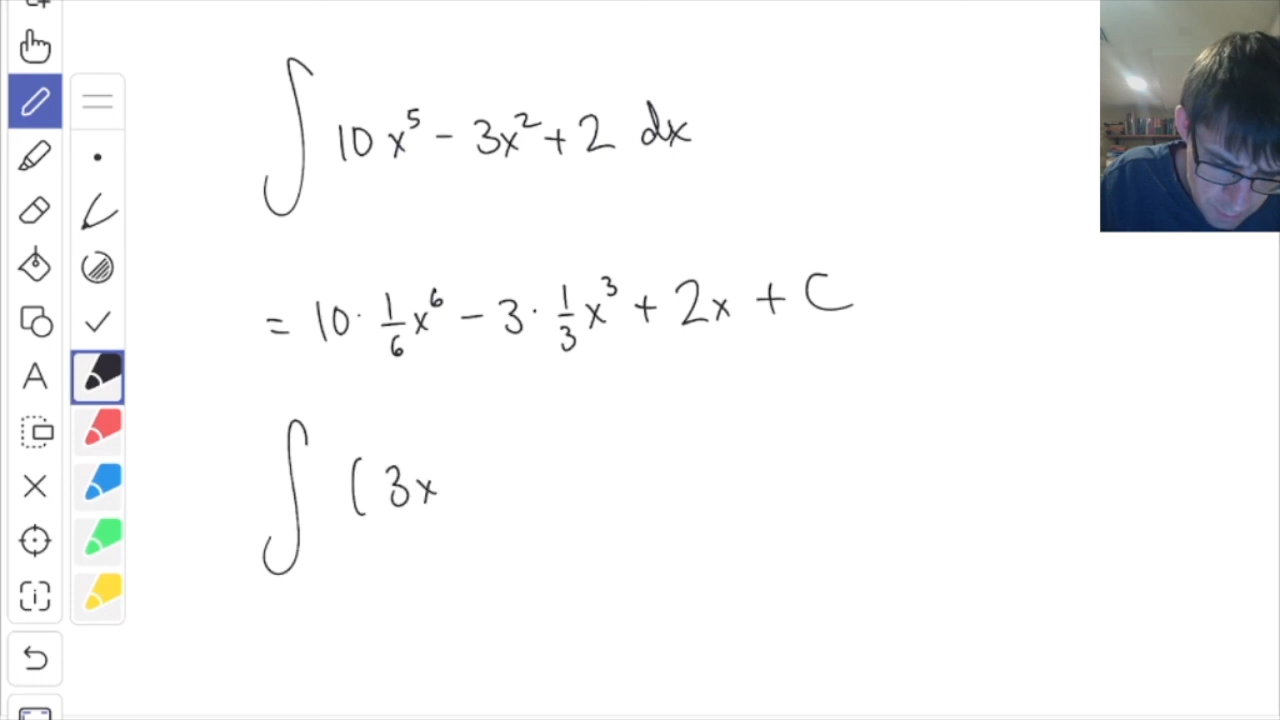 ∫ 10x⁵ - 3x² + 2 dx
= 10 · 1/6 x⁶ - 3 · 1/3 x³ + 2x + C
∫ (3x
A